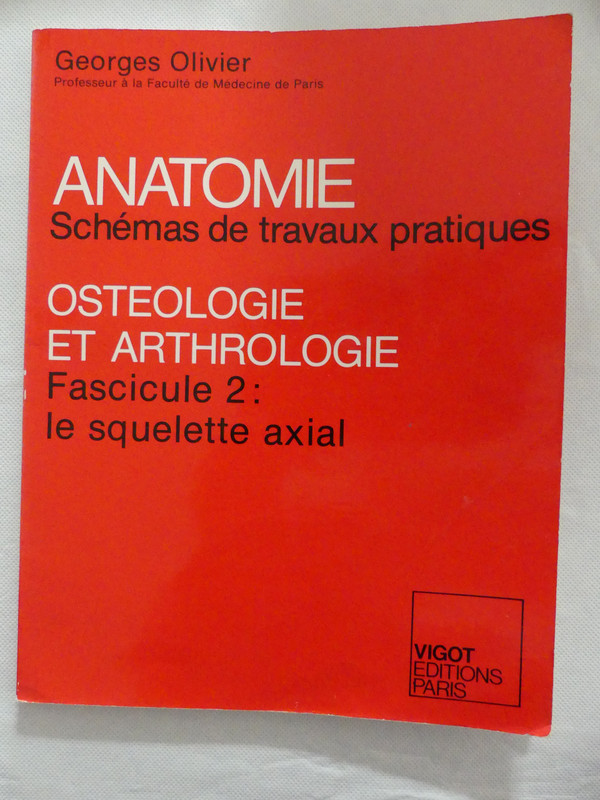 Georges Olivier
Professeur à la Faculté de Médecine de Paris
ANATOMIE
Schémas de travaux pratiques
OSTEOLOGIE
ET ARTHROLOGIE
Fascicule 2 :
le squelette axial
VIGOT
EDITIONS
PARIS